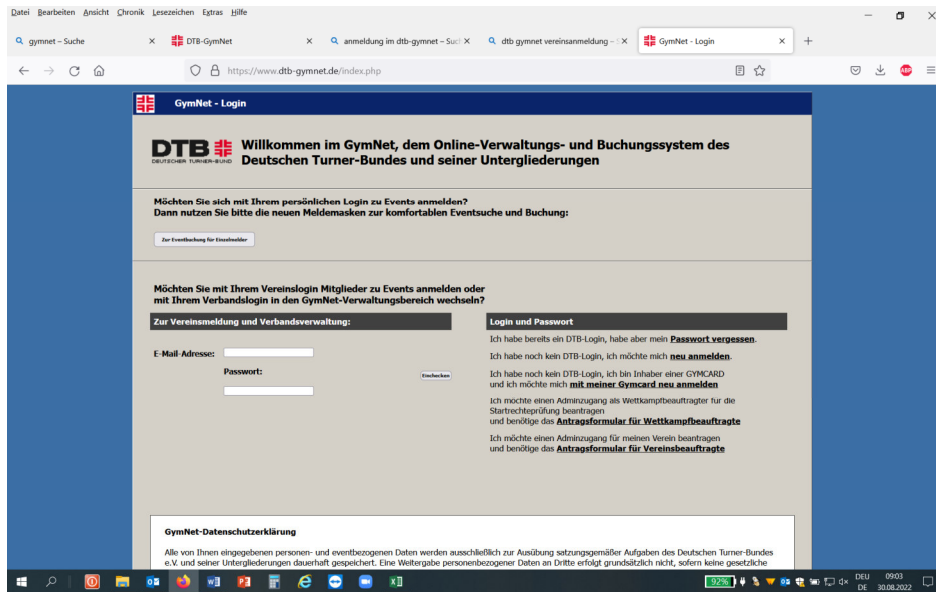 Datei Bearbeiten Ansicht Chronik Lesezeichen Extras Hilfe
gymnet – Suche
DTB-GymNet
anmeldung im dtb-gymnet – Such
dtb gymnet vereinsanmeldung –
GymNet - Login
https://www.dtb-gymnet.de/index.php
ABP
GymNet - Login
DTB
DEUTSCHER TURNER-BUND
Willkommen im GymNet, dem Online-Verwaltungs- und Buchungssystem des
Deutschen Turner-Bundes und seiner Untergliederungen
Möchten Sie sich mit Ihrem persönlichen Login zu Events anmelden?
Dann nutzen Sie bitte die neuen Meldemasken zur komfortablen Eventsuche und Buchung:
Zur Eventbuchung für Einzelmelder
Möchten Sie mit Ihrem Vereinslogin Mitglieder zu Events anmelden oder
mit Ihrem Verbandslogin in den GymNet-Verwaltungsbereich wechseln?
Zur Vereinsmeldung und Verbandsverwaltung:
E-Mail-Adresse:
Passwort:
Einchecken
Login und Passwort
Ich habe bereits ein DTB-Login, habe aber mein Passwort vergessen.
Ich habe noch kein DTB-Login, ich möchte mich neu anmelden.
Ich habe noch kein DTB-Login, ich bin Inhaber einer GYMCARD
und ich möchte mich mit meiner Gymcard neu anmelden
Ich möchte einen Adminzugang als Wettkampfbeauftragter für die
Startrechteprüfung beantragen
und benötige das Antragsformular für Wettkampfbeauftragte
Ich möchte einen Adminzugang für meinen Verein beantragen
und benötige das Antragsformular für Vereinsbeauftragte
GymNet-Datenschutzerklärung
Alle von Ihnen eingegebenen personen- und eventbezogenen Daten werden ausschließlich zur Ausübung satzungsgemäßer Aufgaben des Deutschen Turner-Bundes
e.V. und seiner Untergliederungen dauerhaft gespeichert. Eine Weitergabe personenbezogener Daten an Dritte erfolgt grundsätzlich nicht, sofern keine gesetzliche
92%
DEU
DE
09:03
30.08.2022